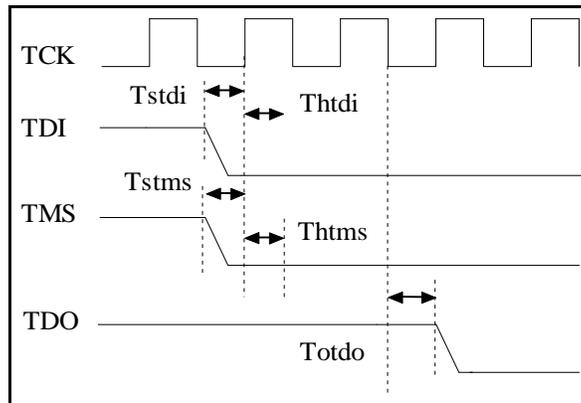 TCK
Tstdi Thtdi
TDI
Tstms
TMS Thtms
TDO
Totdo